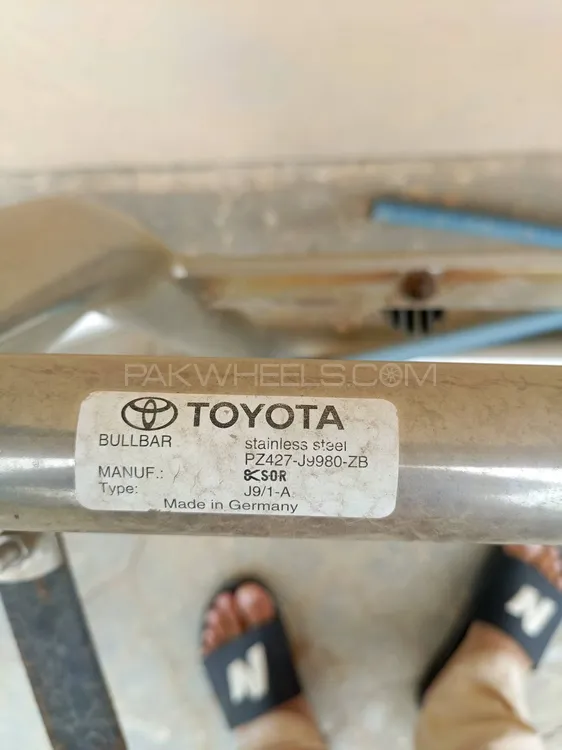 PAKWHEELS.COM
TOYOTA
BULLBAR stainless steel
PZ427-J9980-ZB
MANUF.: SOR
Type: J9/1-A
Made in Germany
N
N